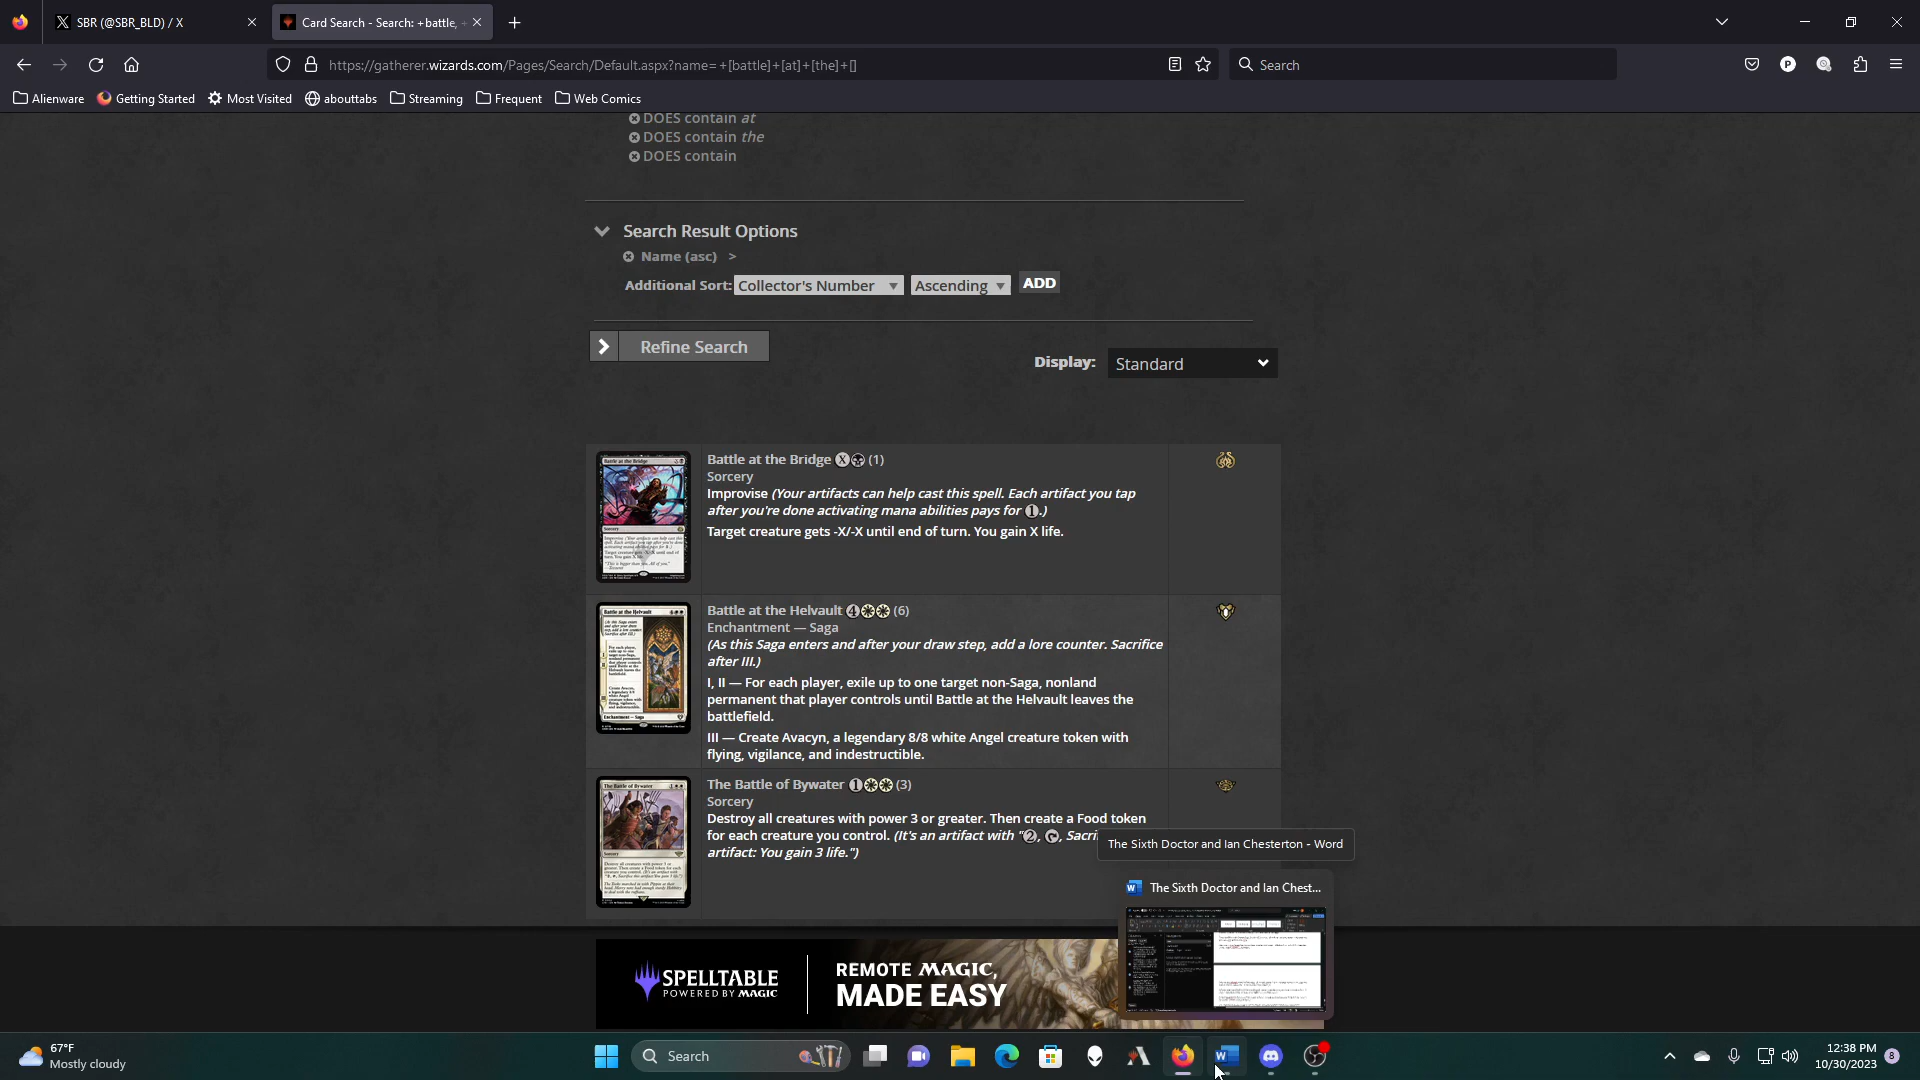 SBR (@SBR_BLD) / X
Card Search - Search: +battle, +
https://gatherer.wizards.com/Pages/Search/Default.aspx?name=+[battle]+[at]+[the]+[]
Search
Alienware
Getting Started
Most Visited
abouttabs
Streaming
Frequent
Web Comics
DOES contain at
DOES contain the
DOES contain
Search Result Options
Name (asc) >
Additional Sort: Collector's Number Ascending ADD
Refine Search
Display: Standard
Battle at the Bridge X (1)
Sorcery
Improvise (Your artifacts can help cast this spell. Each artifact you tap
after you're done activating mana abilities pays for 1.)
Target creature gets -X/-X until end of turn. You gain X life.
Battle at the Helvault 4 (6)
Enchantment — Saga
(As this Saga enters and after your draw step, add a lore counter. Sacrifice
after III.)
I, II — For each player, exile up to one target non-Saga, nonland
permanent that player controls until Battle at the Helvault leaves the
battlefield.
III — Create Avacyn, a legendary 8/8 white Angel creature token with
flying, vigilance, and indestructible.
The Battle of Bywater 1 (3)
Sorcery
Destroy all creatures with power 3 or greater. Then create a Food token
for each creature you control. (It's an artifact with "2, , Sacri
artifact: You gain 3 life.")
The Sixth Doctor and Ian Chesterton - Word
The Sixth Doctor and Ian Chest...
SPELLTABLE
POWERED BY MAGIC
REMOTE MAGIC,
MADE EASY
67°F
Mostly cloudy
Search
12:38 PM
10/30/2023
8